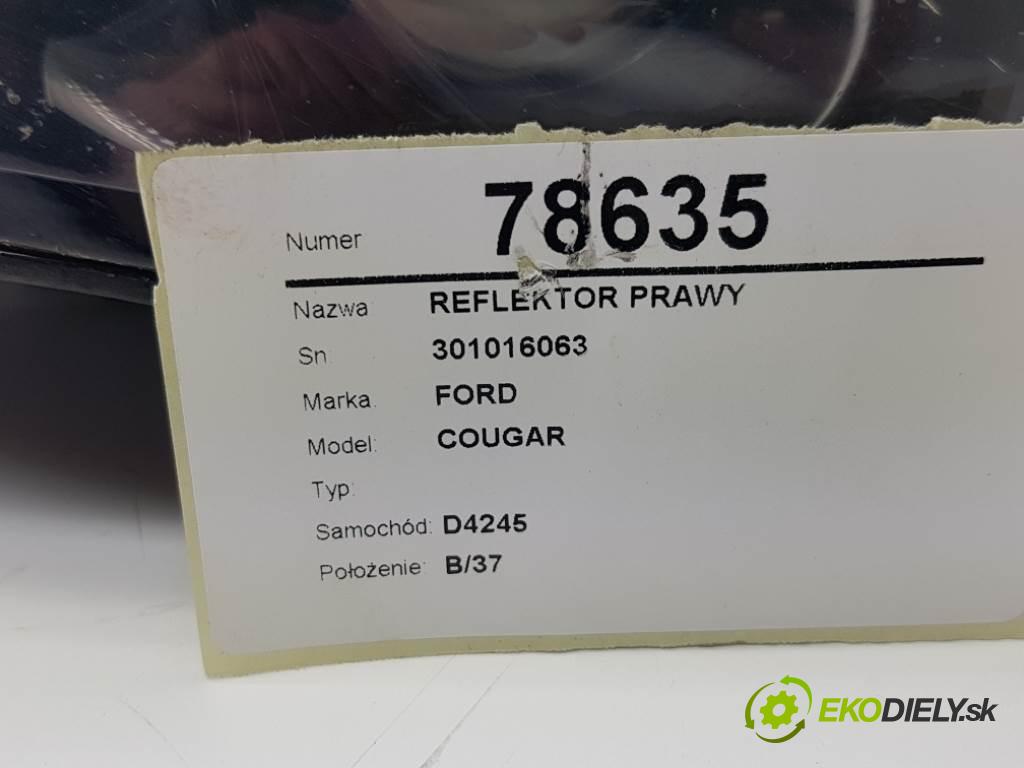 Numer 78635
Nazwa REFLEKTOR PRAWY
Sn. 301016063
Marka. FORD
Model: COUGAR
Typ:
Samochód: D4245
Położenie: B/37
EKODIELY.sk